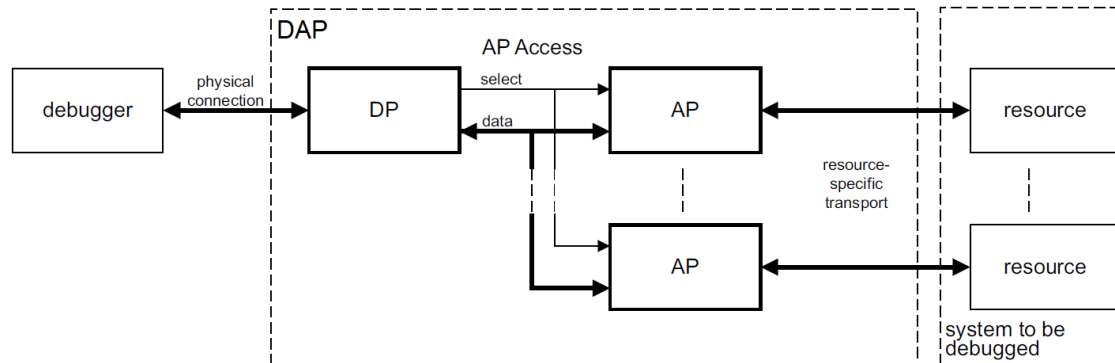 DAP
AP Access
physical
connection
select
debugger
DP
AP
resource
data
resource-
specific
transport
AP
resource
system to be
debugged